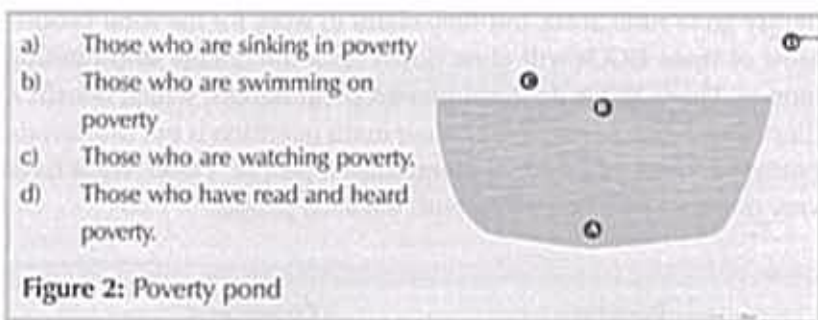 a) Those who are sinking in poverty
b) Those who are swimming on
poverty
c) Those who are watching poverty.
d) Those who have read and heard
poverty.
D
C
B
A
Figure 2: Poverty pond